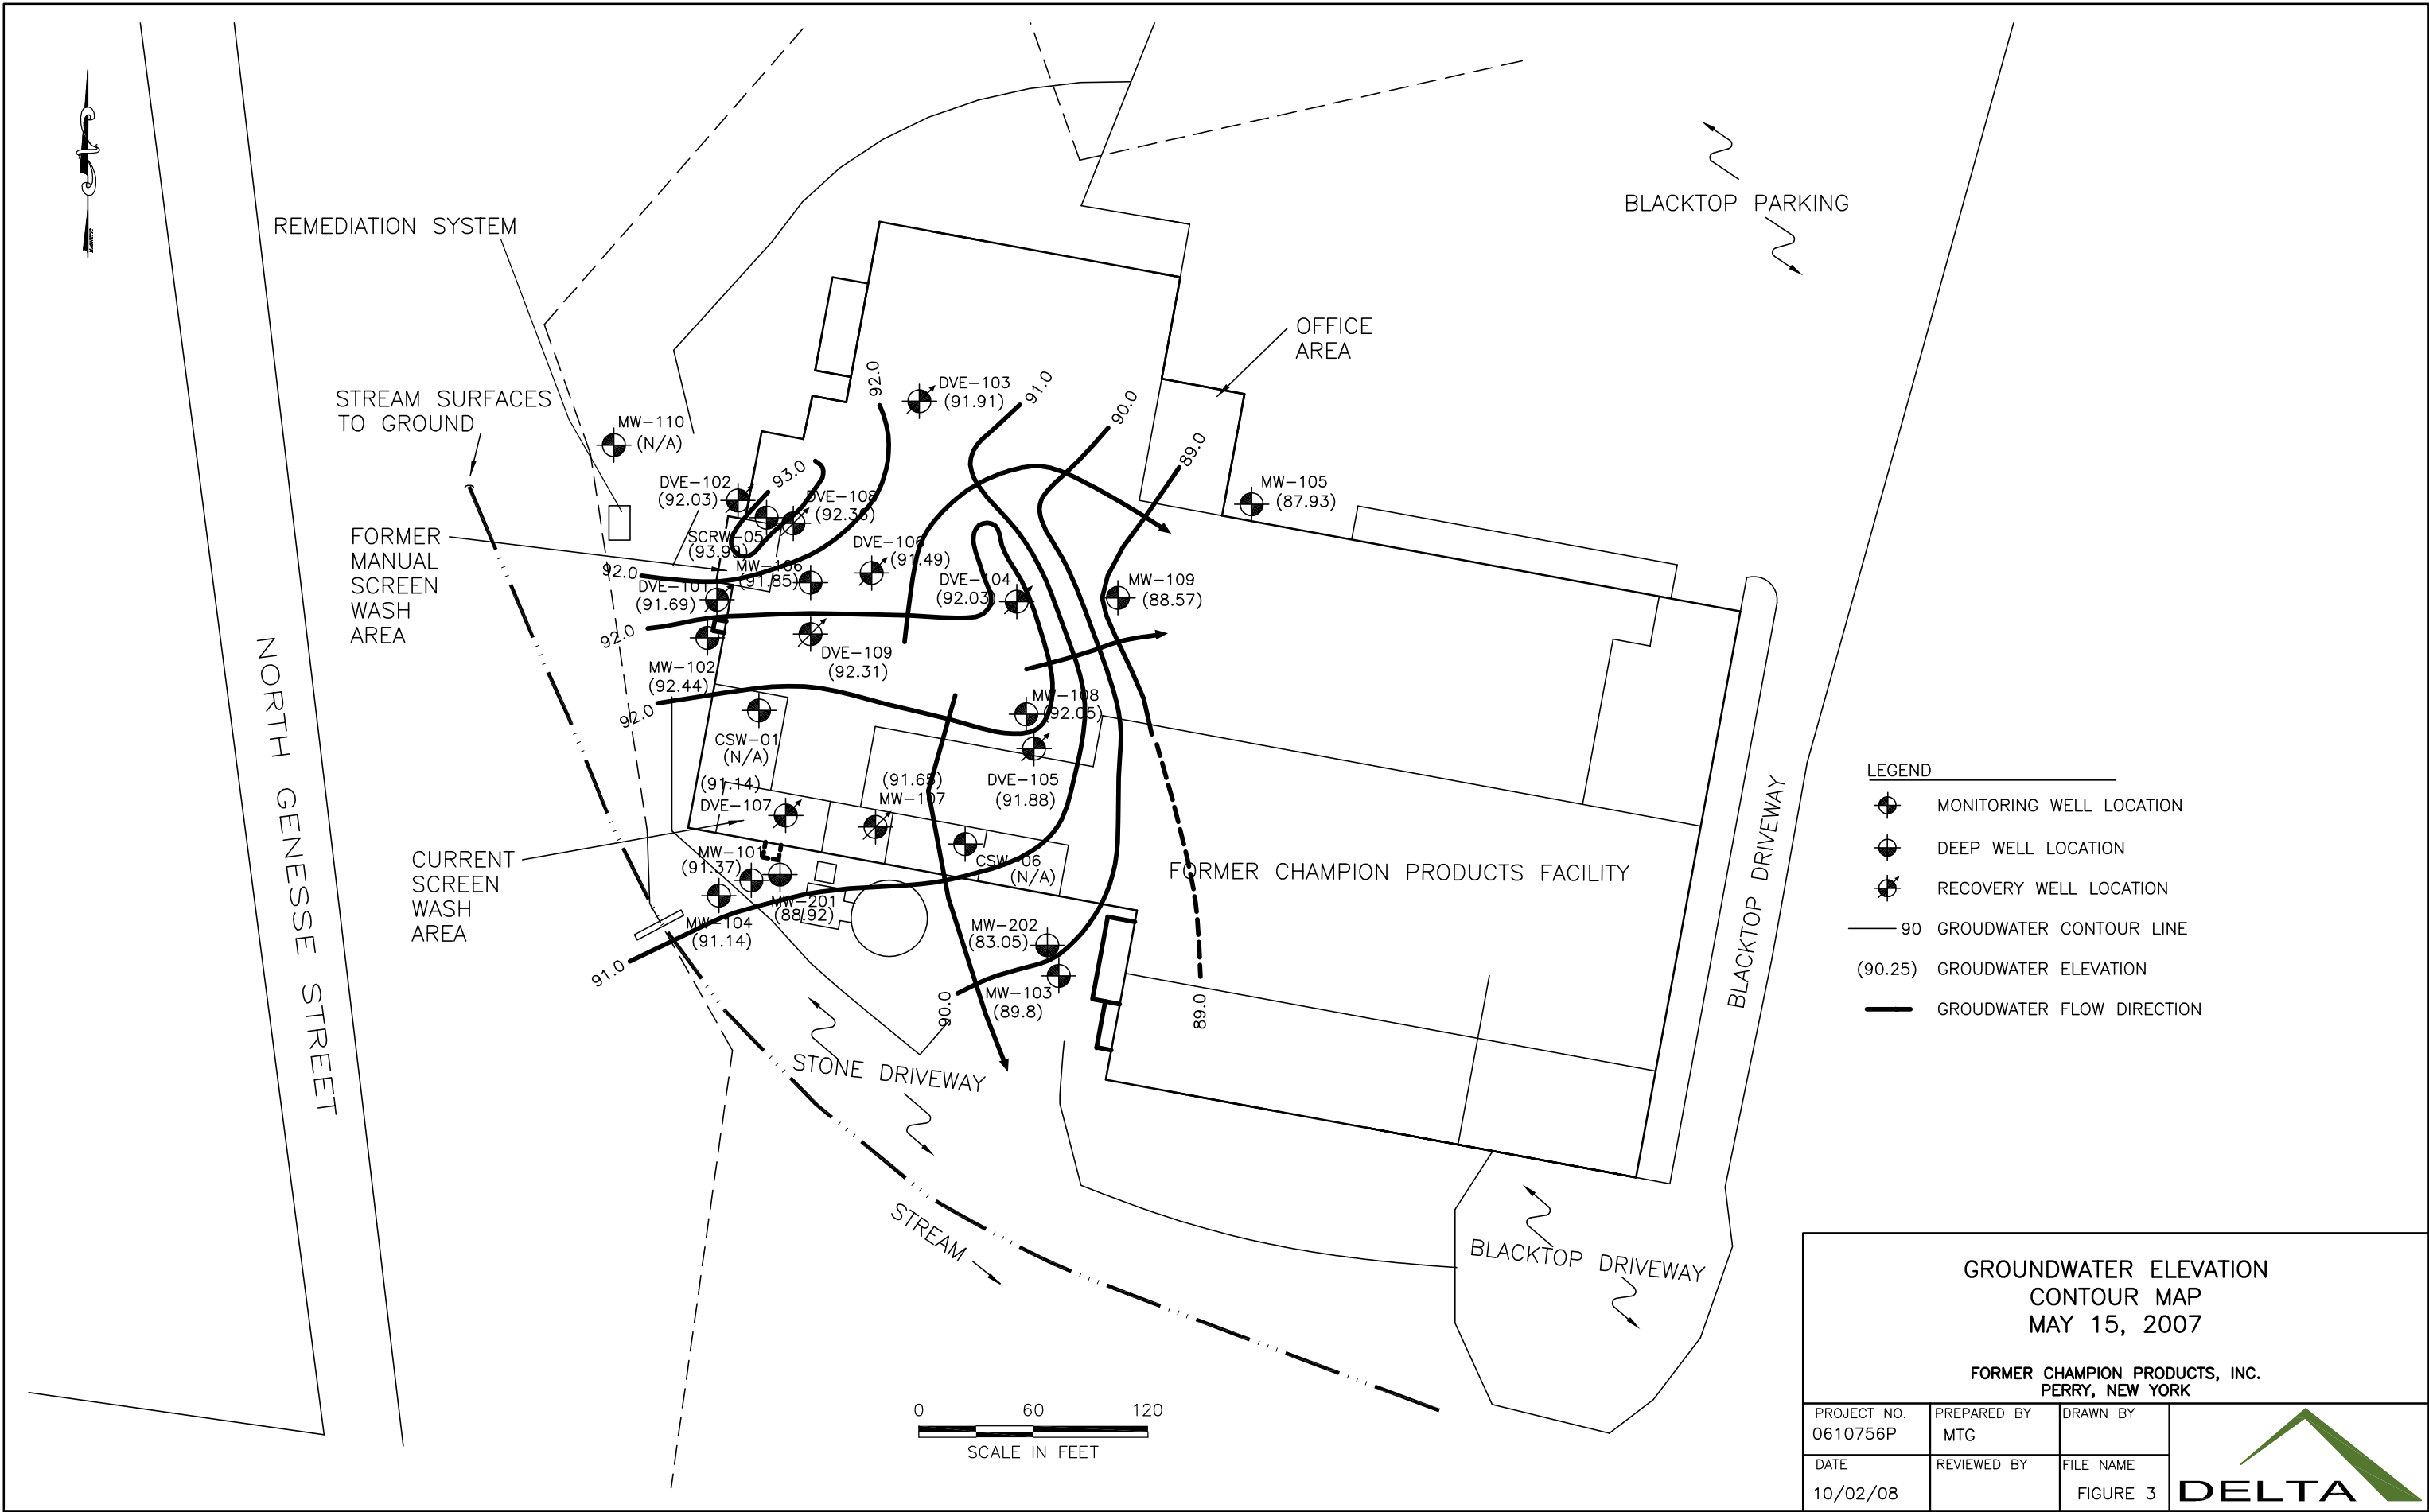 REMEDIATION SYSTEM
BLACKTOP PARKING
OFFICE
AREA
STREAM SURFACES
TO GROUND
MW-110
(N/A)
92.0
DVE-103
(91.91)
91.0
90.0
89.0
93.0
DVE-102
(92.03)
DVE-108
(92.36)
MW-105
(87.93)
SCRW-05
(93.99)
FORMER
MANUAL
SCREEN
WASH
AREA
DVE-106
(91.49)
MW-106
(91.85)
92.0
DVE-101
(91.69)
DVE-104
(92.03)
MW-109
(88.57)
92.0
DVE-109
(92.31)
MW-102
(92.44)
92.0
MW-108
(92.05)
CSW-01
(N/A)
(91.14)
DVE-107
(91.65)
MW-107
DVE-105
(91.88)
NORTH GENESSE STREET
CURRENT
SCREEN
WASH
AREA
MW-101
(91.37)
CSW-06
(N/A)
MW-201
(88.92)
MW-104
(91.14)
MW-202
(83.05)
91.0
MW-103
(89.8)
90.0
89.0
FORMER CHAMPION PRODUCTS FACILITY
BLACKTOP DRIVEWAY
STONE DRIVEWAY
STREAM
BLACKTOP DRIVEWAY
LEGEND
MONITORING WELL LOCATION
DEEP WELL LOCATION
RECOVERY WELL LOCATION
90 GROUDWATER CONTOUR LINE
(90.25) GROUDWATER ELEVATION
GROUDWATER FLOW DIRECTION
0 60 120
SCALE IN FEET
GROUNDWATER ELEVATION
CONTOUR MAP
MAY 15, 2007
FORMER CHAMPION PRODUCTS, INC.
PERRY, NEW YORK
PROJECT NO. PREPARED BY DRAWN BY
0610756P MTG
DATE REVIEWED BY FILE NAME
10/02/08 FIGURE 3
DELTA